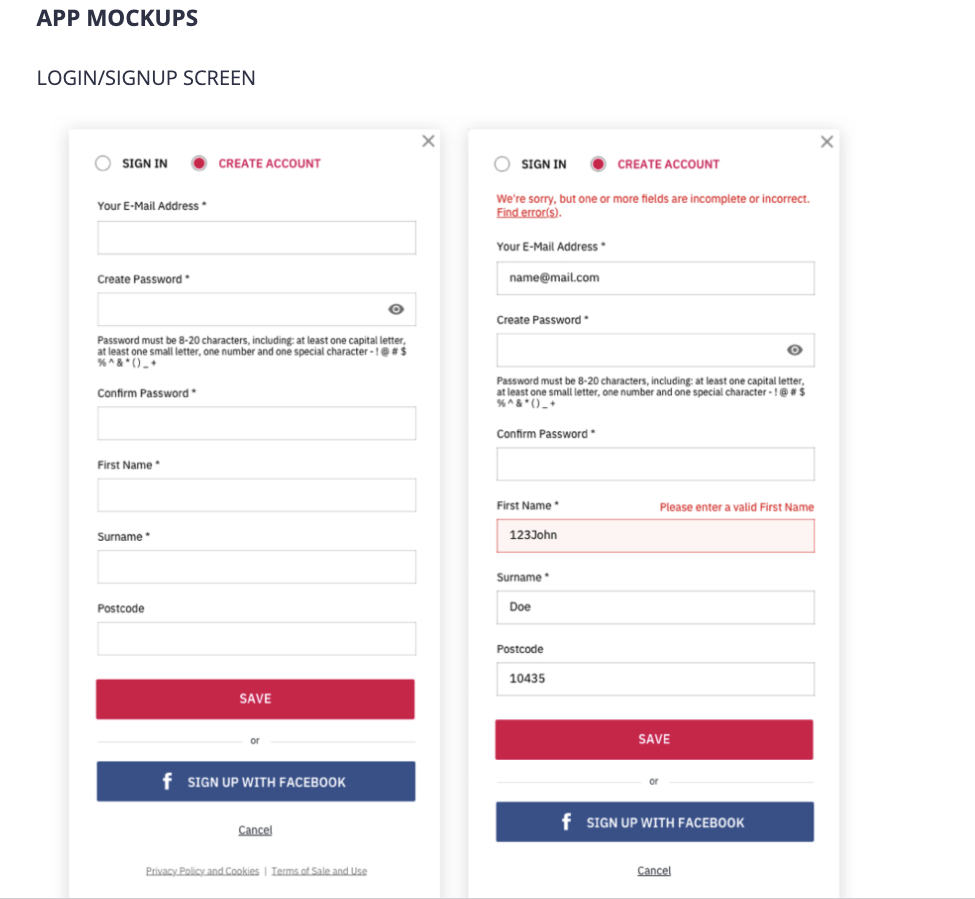 APP MOCKUPS
LOGIN/SIGNUP SCREEN
SIGN IN CREATE ACCOUNT
Your E-Mail Address *
Create Password *
Password must be 8-20 characters, including: at least one capital letter,
at least one small letter, one number and one special character - ! @ # $
% ^ & * ( ) _ +
Confirm Password *
First Name *
Surname *
Postcode
SAVE
or
f SIGN UP WITH FACEBOOK
Cancel
Privacy Policy and Cookies | Terms of Sale and Use
SIGN IN CREATE ACCOUNT
We're sorry, but one or more fields are incomplete or incorrect.
Find error(s).
Your E-Mail Address *
name@mail.com
Create Password *
Password must be 8-20 characters, including: at least one capital letter,
at least one small letter, one number and one special character - ! @ # $
% ^ & * ( ) _ +
Confirm Password *
First Name * Please enter a valid First Name
123John
Surname *
Doe
Postcode
10435
SAVE
or
f SIGN UP WITH FACEBOOK
Cancel